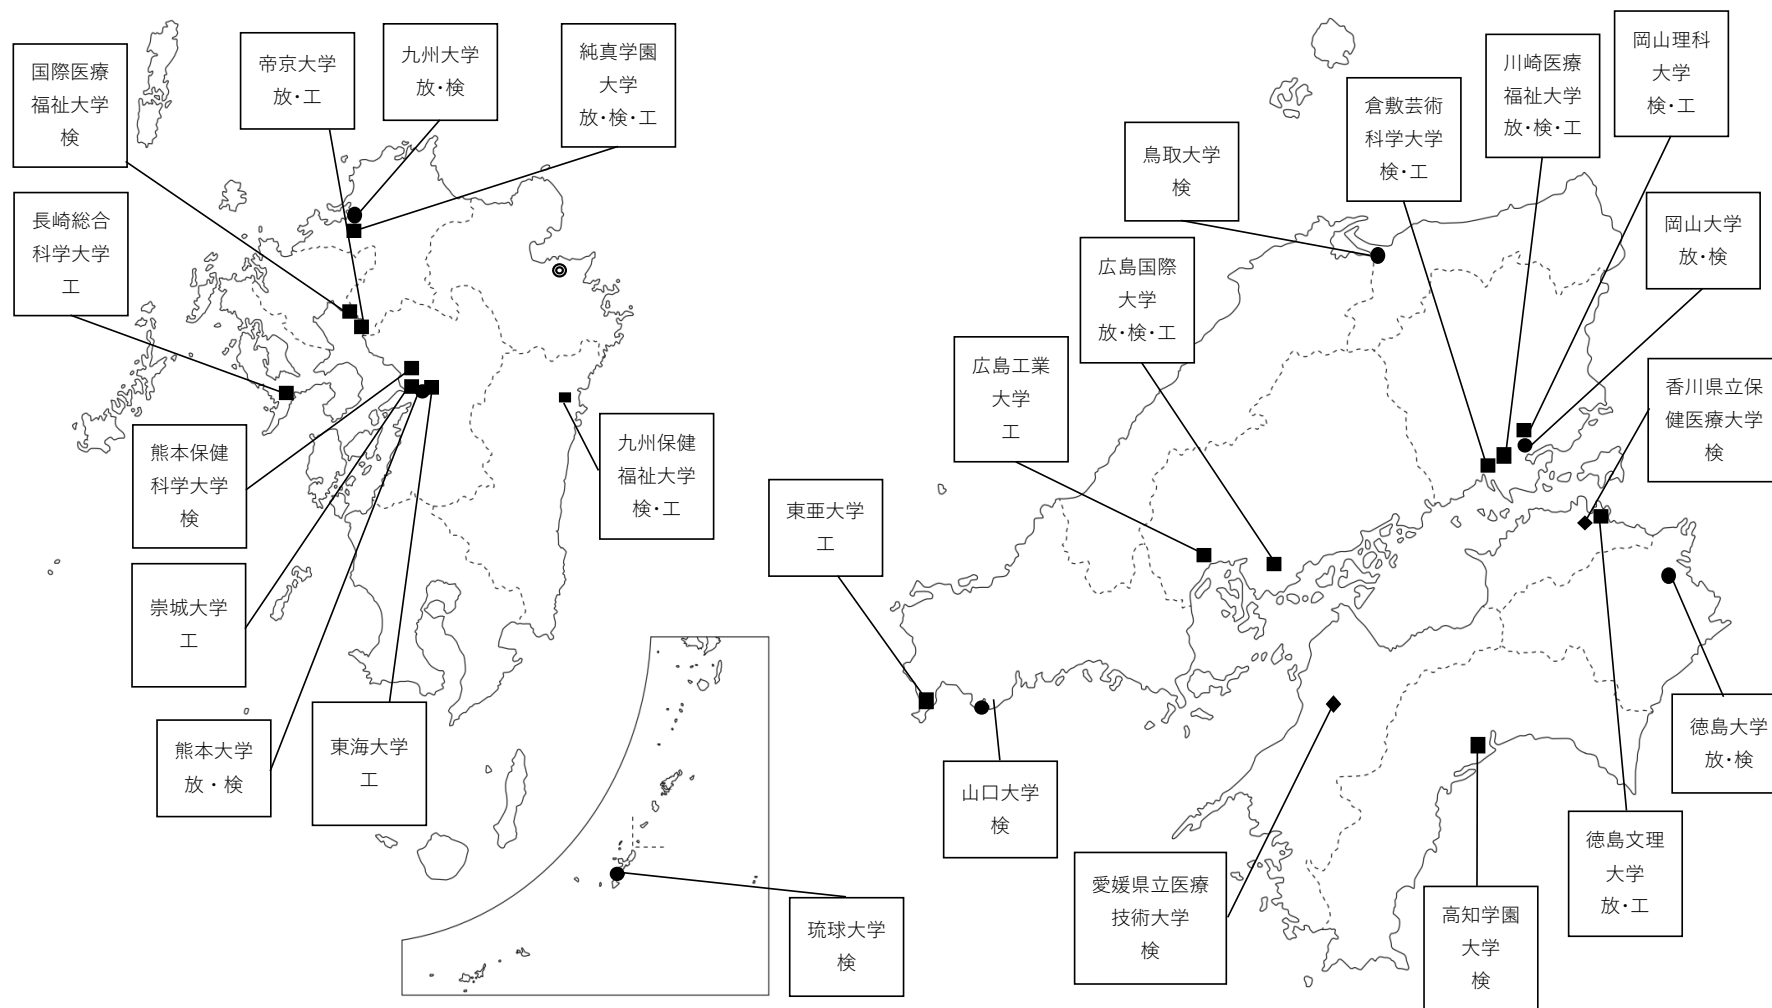 国際医療
福祉大学
検
帝京大学
放・工
九州大学
放・検
純真学園
大学
放・検・工
長崎総合
科学大学
工
熊本保健
科学大学
検
九州保健
福祉大学
検・工
崇城大学
工
熊本大学
放・検
東海大学
工
琉球大学
検
鳥取大学
検
倉敷芸術
科学大学
検・工
川崎医療
福祉大学
放・検・工
岡山理科
大学
検・工
岡山大学
放・検
広島国際
大学
放・検・工
広島工業
大学
工
香川県立保
健医療大学
検
東亜大学
工
山口大学
検
愛媛県立医療
技術大学
検
高知学園
大学
検
徳島文理
大学
放・工
徳島大学
放・検